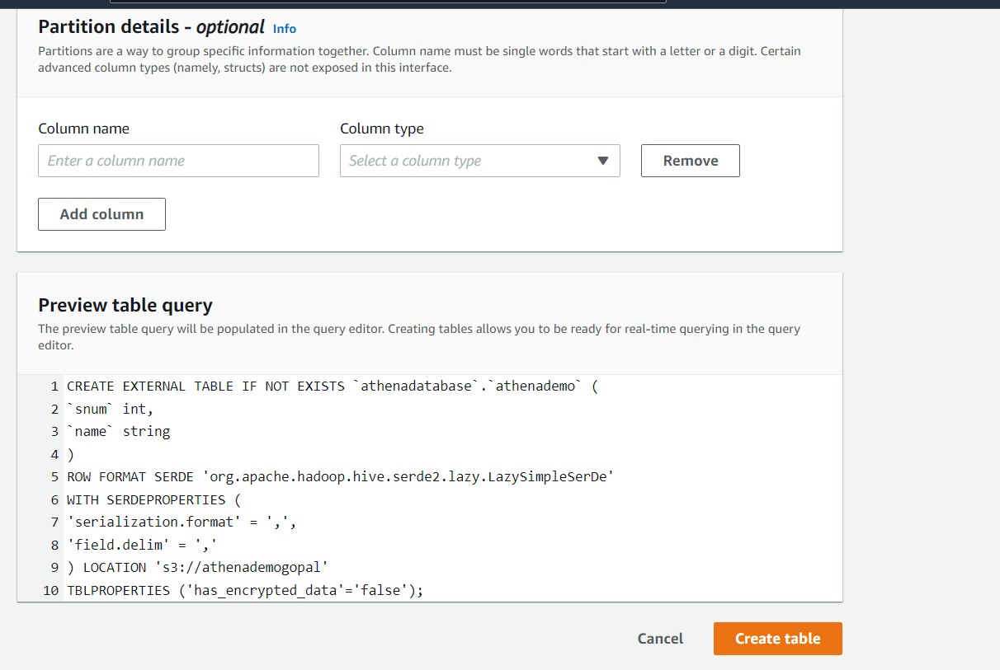 Partition details - optional Info
Partitions are a way to group specific information together. Column name must be single words that start with a letter or a digit. Certain
advanced column types (namely, structs) are not exposed in this interface.
Column name Column type
Enter a column name Select a column type Remove
Add column
Preview table query
The preview table query will be populated in the query editor. Creating tables allows you to be ready for real-time querying in the query
editor.
1 CREATE EXTERNAL TABLE IF NOT EXISTS `athenadatabase`.`athenademo` (
2 `snum` int,
3 `name` string
4 )
5 ROW FORMAT SERDE 'org.apache.hadoop.hive.serde2.lazy.LazySimpleSerDe'
6 WITH SERDEPROPERTIES (
7 'serialization.format' = ',',
8 'field.delim' = ','
9 ) LOCATION 's3://athenademogopal'
10 TBLPROPERTIES ('has_encrypted_data'='false');
Cancel Create table